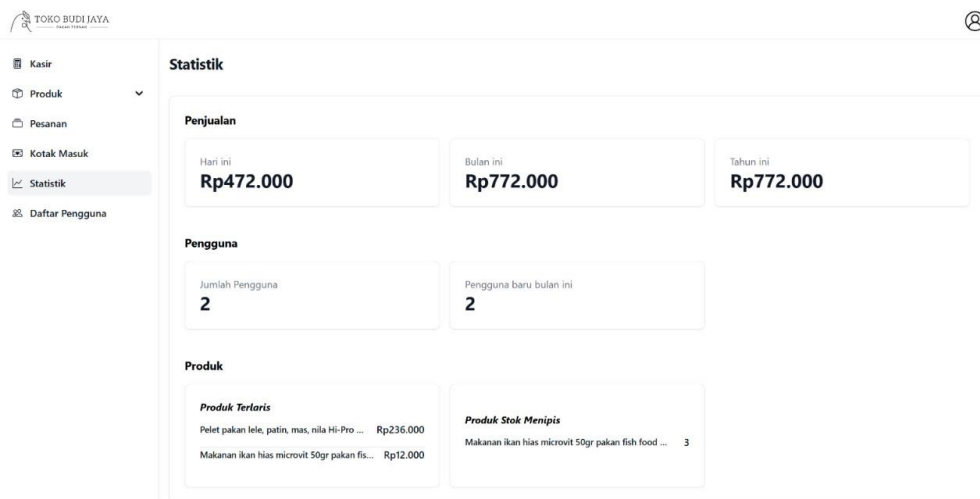 TOKO BUDI JAYA
PAKAN TERNAK
Kasir
Produk
Pesanan
Kotak Masuk
Statistik
Daftar Pengguna
Statistik
Penjualan
Hari ini
Rp472.000
Bulan ini
Rp772.000
Tahun ini
Rp772.000
Pengguna
Jumlah Pengguna
2
Pengguna baru bulan ini
2
Produk
Produk Terlaris
Pelet pakan lele, patin, mas, nila Hi-Pro ... Rp236.000
Makanan ikan hias microvit 50gr pakan fis... Rp12.000
Produk Stok Menipis
Makanan ikan hias microvit 50gr pakan fish food ... 3